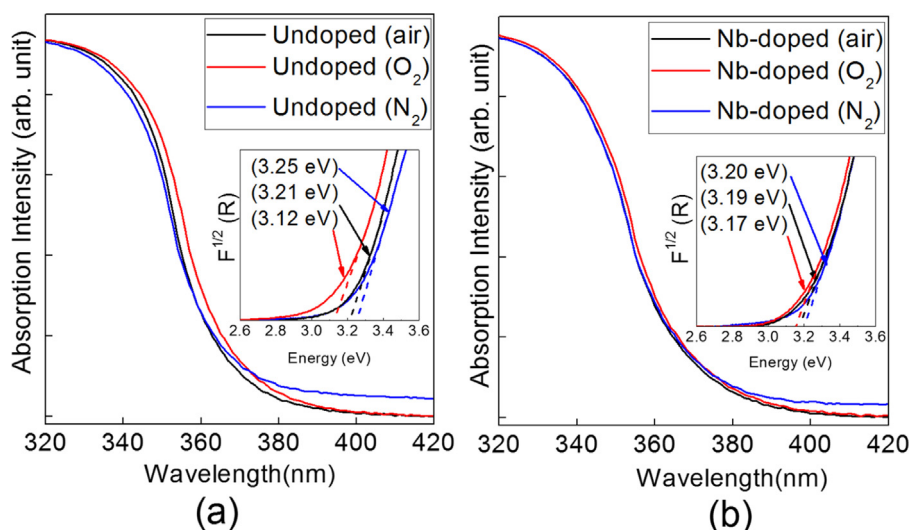 Undoped (air)
Undoped (O2)
Undoped (N2)
(3.25 eV)
(3.21 eV)
(3.12 eV)
F1/2 (R)
2.6 3.0 3.2 3.4 3.6
Energy (eV)
Absorption Intensity (arb. unit)
320 340 360 380 400 420
Wavelength(nm)
(a)
Nb-doped (air)
Nb-doped (O2)
Nb-doped (N2)
(3.20 eV)
(3.19 eV)
(3.17 eV)
F1/2 (R)
2.6 3.0 3.2 3.4 3.6
Energy (eV)
Absorption Intensity (arb. unit)
320 340 360 380 400 420
Wavelength(nm)
(b)